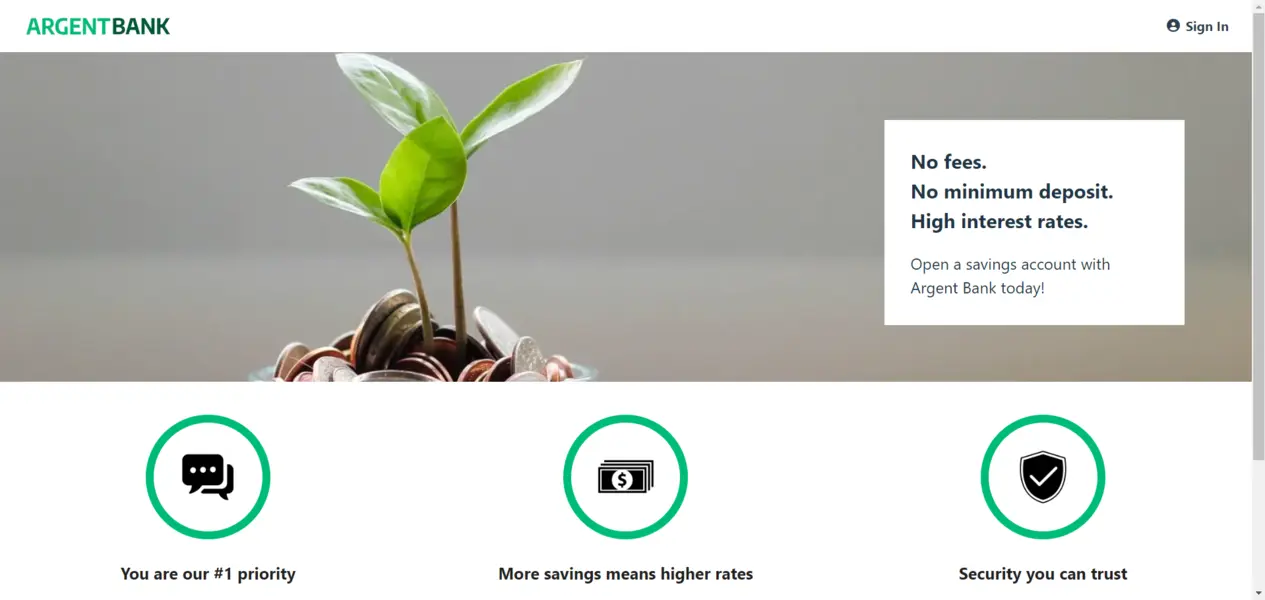 ARGENTBANK
Sign In
No fees.
No minimum deposit.
High interest rates.
Open a savings account with
Argent Bank today!
$
You are our #1 priority
More savings means higher rates
Security you can trust